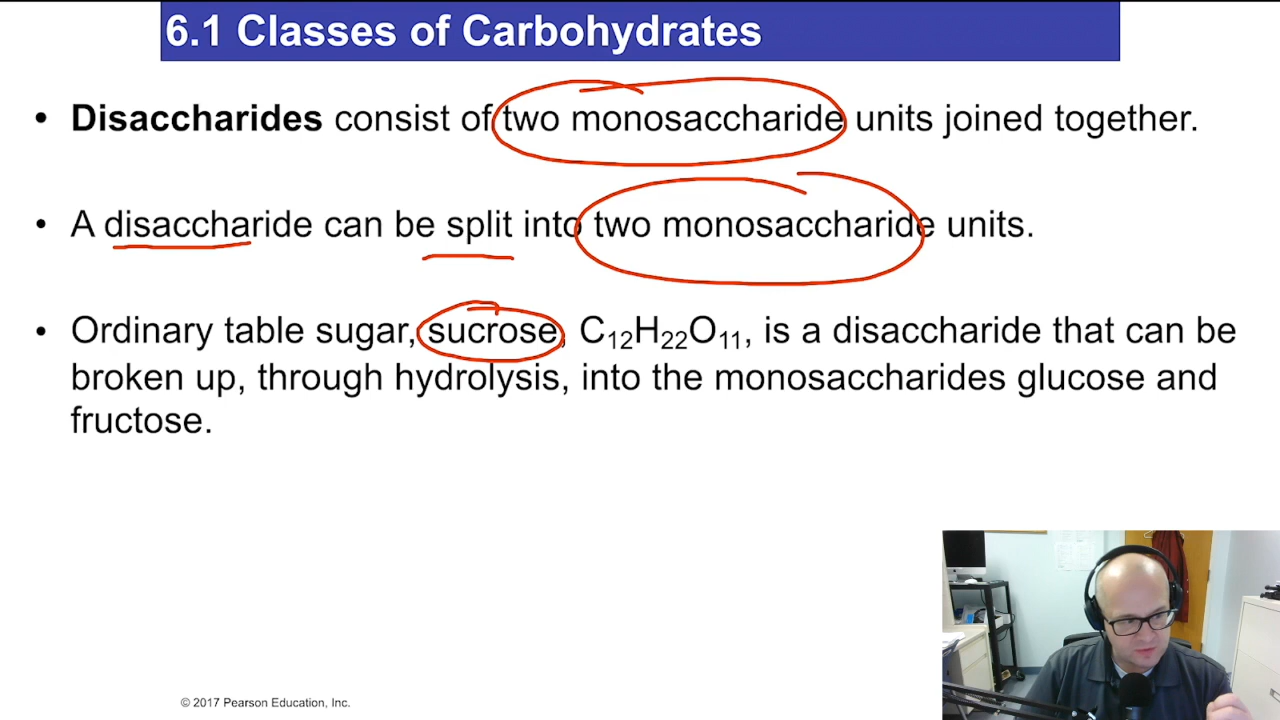 6.1 Classes of Carbohydrates
• Disaccharides consist of two monosaccharide units joined together.
• A disaccharide can be split into two monosaccharide units.
• Ordinary table sugar, sucrose, C₁₂H₂₂O₁₁, is a disaccharide that can be
broken up, through hydrolysis, into the monosaccharides glucose and
fructose.
© 2017 Pearson Education, Inc.